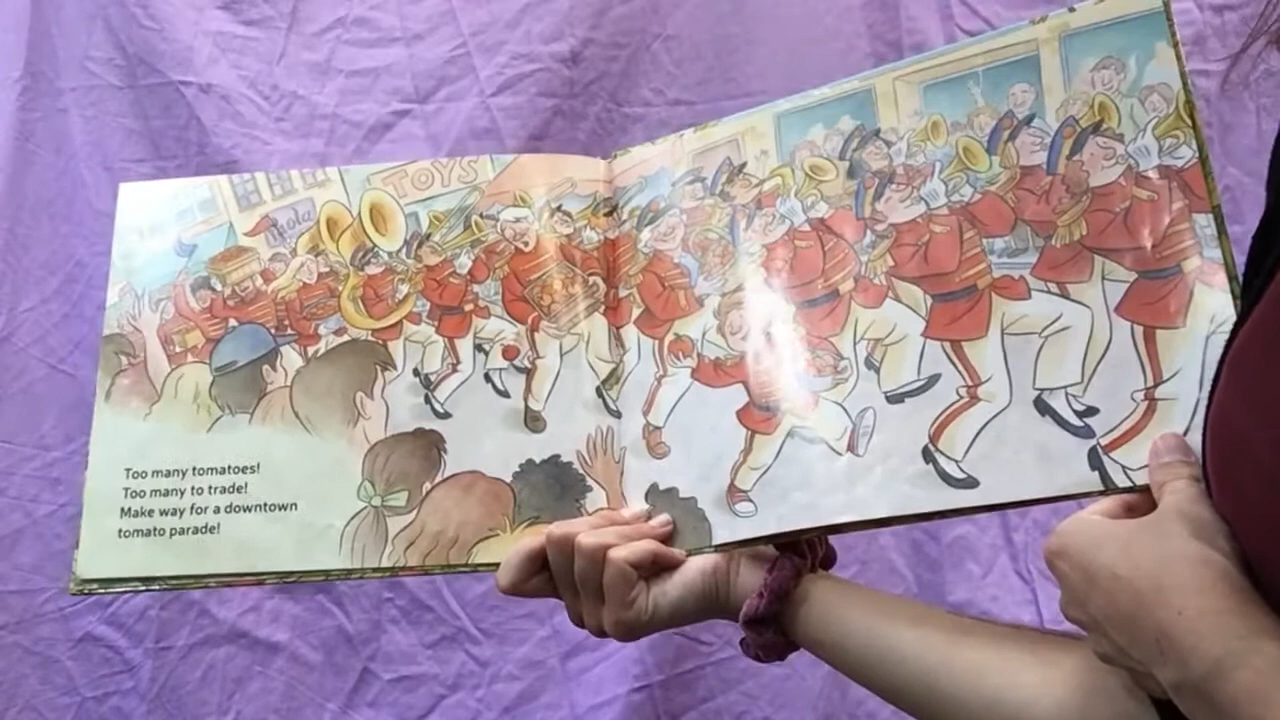 TOYS
Too many tomatoes!
Too many to trade!
Make way for a downtown
tomato parade!